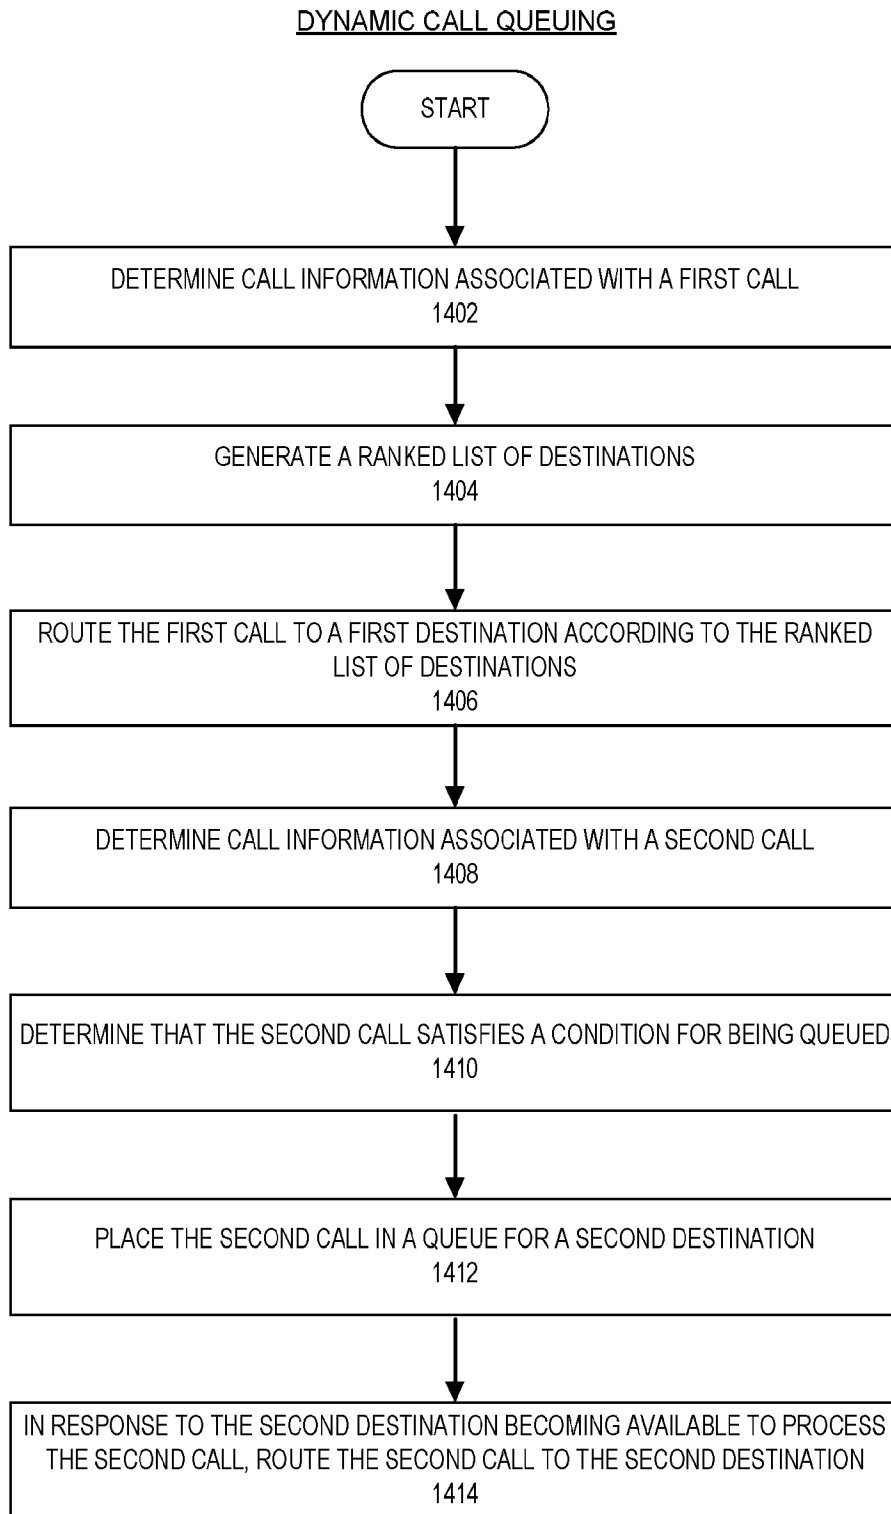 DYNAMIC CALL QUEUING
START
DETERMINE CALL INFORMATION ASSOCIATED WITH A FIRST CALL
1402
GENERATE A RANKED LIST OF DESTINATIONS
1404
ROUTE THE FIRST CALL TO A FIRST DESTINATION ACCORDING TO THE RANKED
LIST OF DESTINATIONS
1406
DETERMINE CALL INFORMATION ASSOCIATED WITH A SECOND CALL
1408
DETERMINE THAT THE SECOND CALL SATISFIES A CONDITION FOR BEING QUEUED
1410
PLACE THE SECOND CALL IN A QUEUE FOR A SECOND DESTINATION
1412
IN RESPONSE TO THE SECOND DESTINATION BECOMING AVAILABLE TO PROCESS
THE SECOND CALL, ROUTE THE SECOND CALL TO THE SECOND DESTINATION
1414